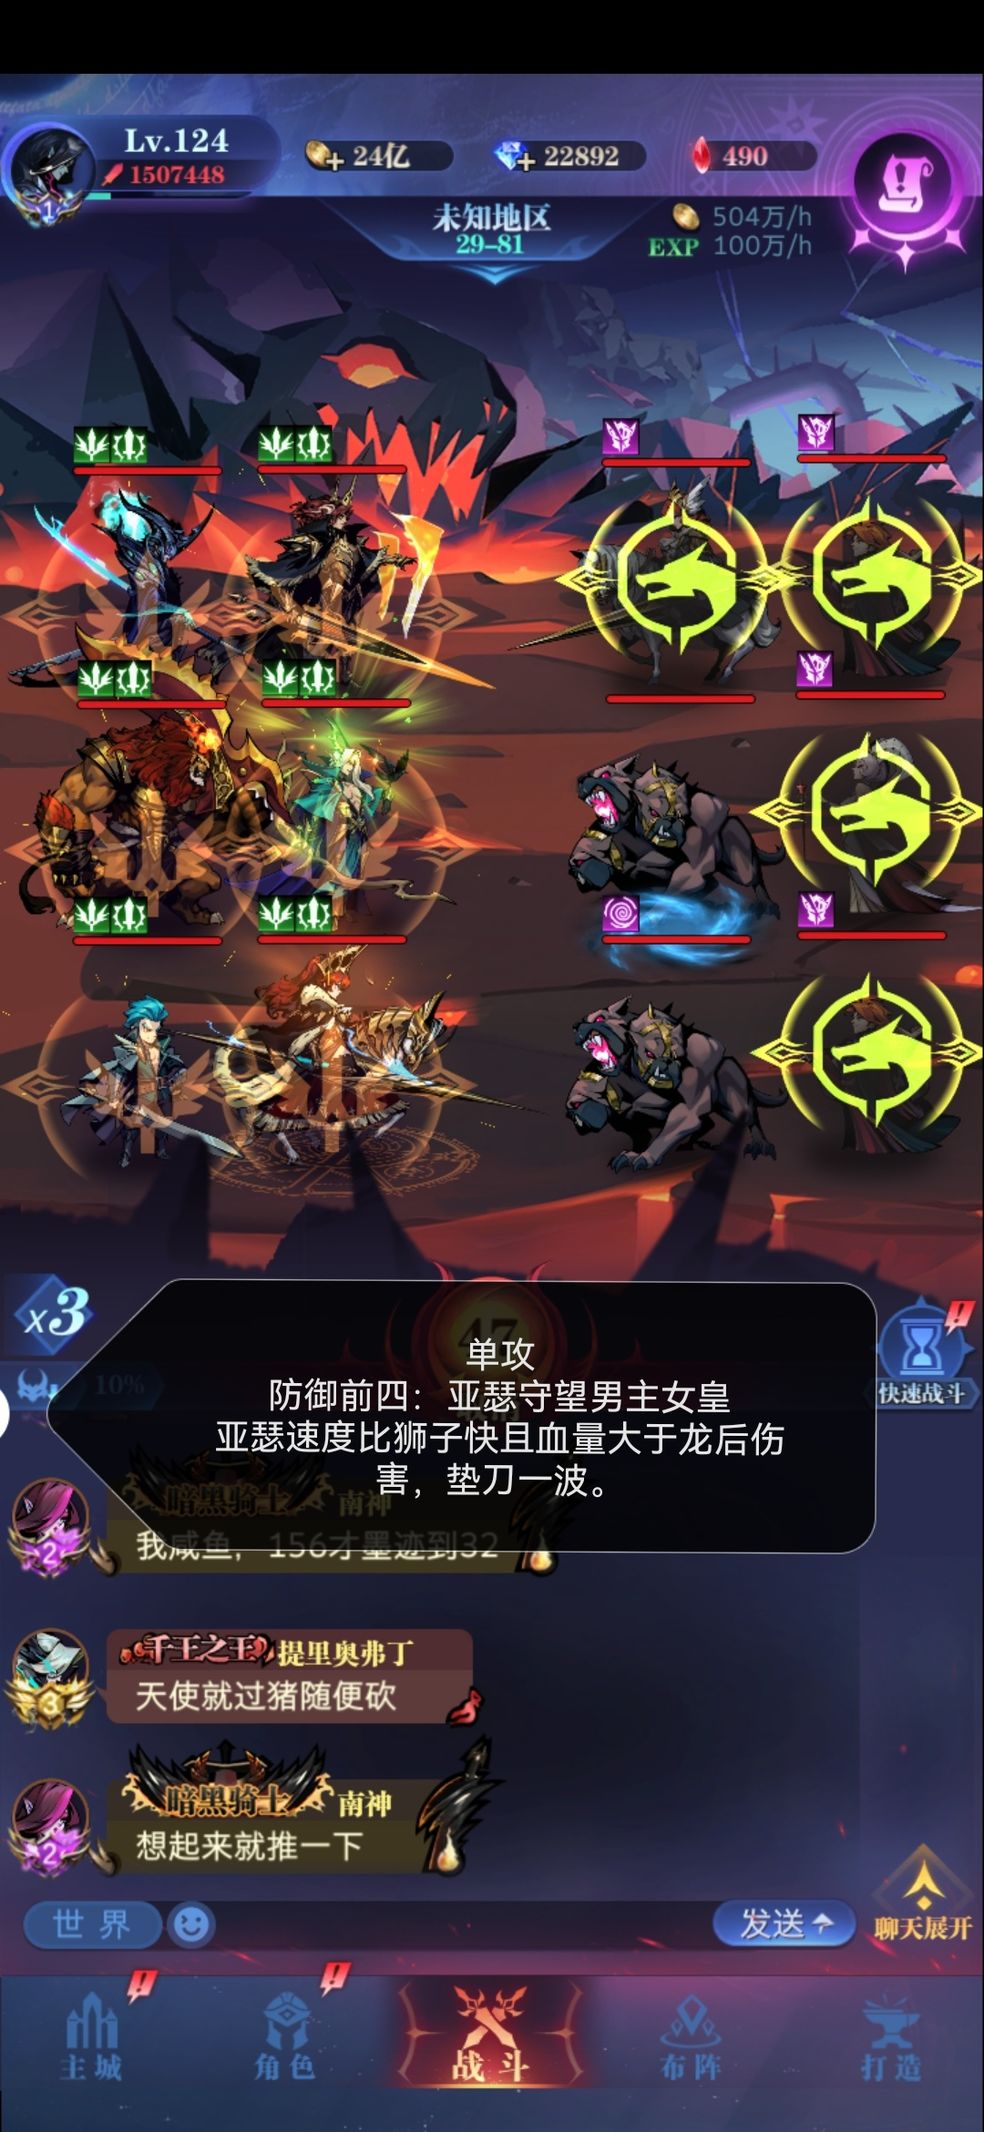 Lv.124
1507448
1
24亿
22892
490
未知地区
29-81
504万/h
EXP 100万/h
x3
47
10%
单攻
防御前四：亚瑟守望男主女皇
亚瑟速度比狮子快且血量大于龙后伤
害，垫刀一波。
快速战斗
暗黑骑士 南神
2
我咸鱼，156才墨迹到32
千王之王 提里奥弗丁
3
天使就过猪随便砍
暗黑骑士 南神
2
想起来就推一下
世界
发送
聊天展开
主城
角色
战斗
布阵
打造